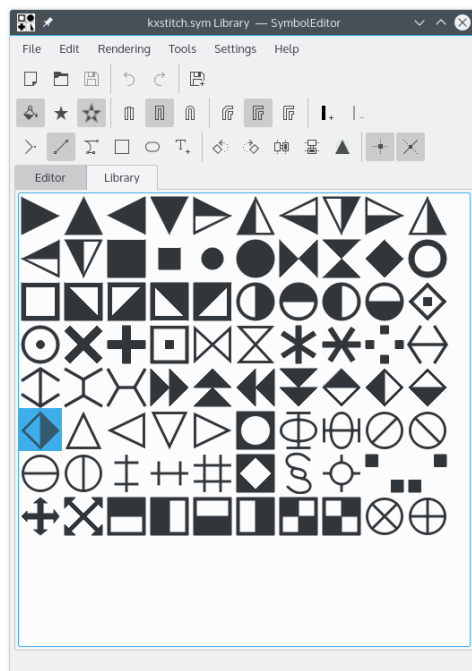 kxstitch.sym Library — SymbolEditor
File Edit Rendering Tools Settings Help
Editor Library